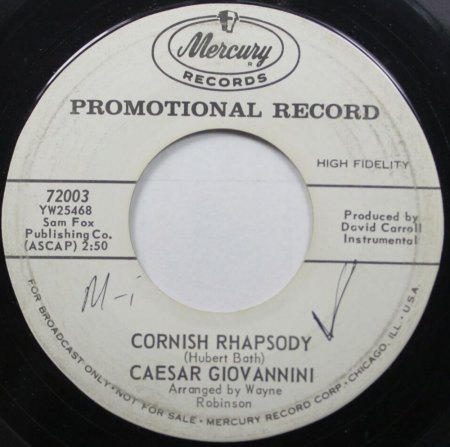 Mercury
®
RECORDS
PROMOTIONAL RECORD
HIGH FIDELITY
72003
YW25468
Sam Fox
Publishing Co.
(ASCAP) 2:50
Produced by
David Carroll
Instrumental
M-1
CORNISH RHAPSODY
(Hubert Bath)
CAESAR GIOVANNINI
Arranged by Wayne
Robinson
FOR BROADCAST ONLY • NOT FOR SALE • MERCURY RECORD CORP. • CHICAGO, ILL. • U.S.A.